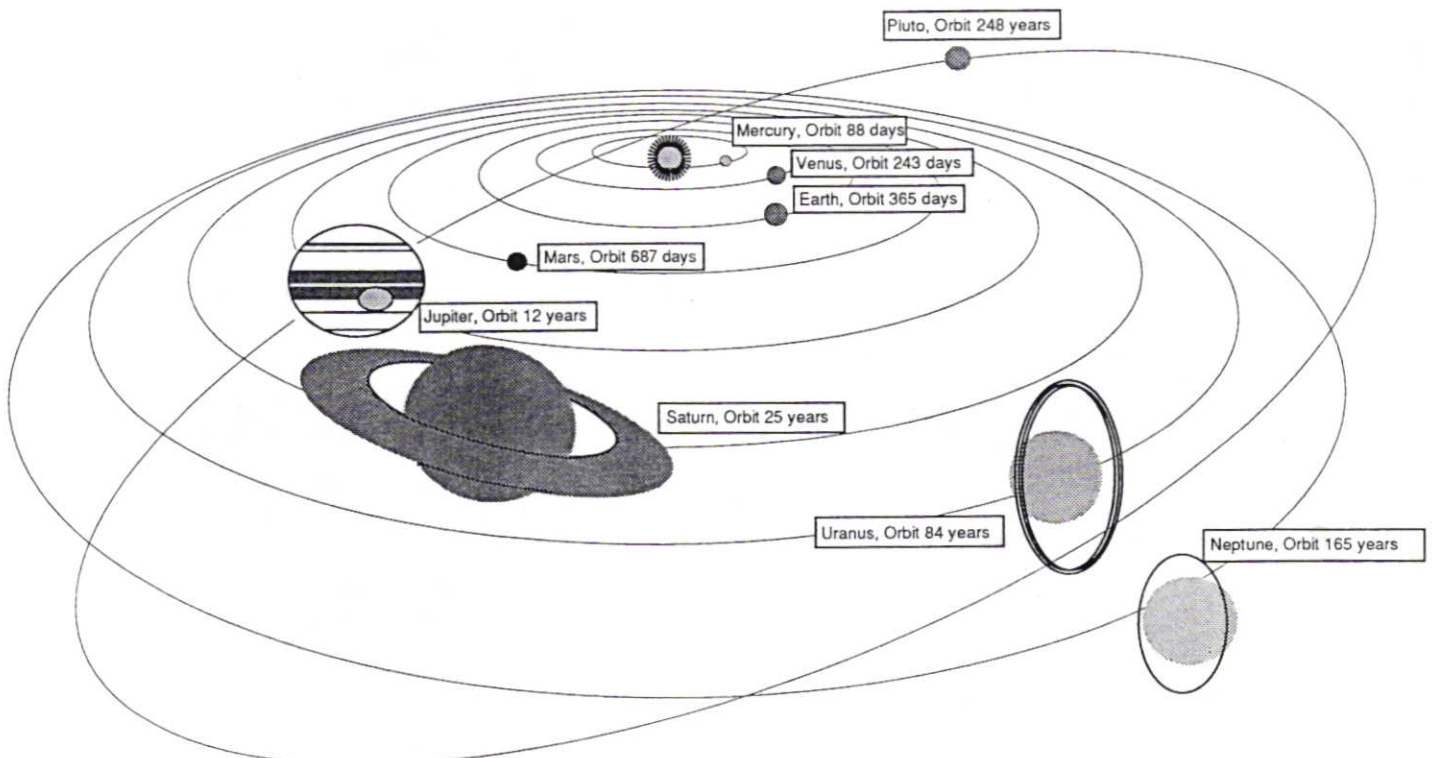 Pluto, Orbit 248 years
Mercury, Orbit 88 days
Venus, Orbit 243 days
Earth, Orbit 365 days
Mars, Orbit 687 days
Jupiter, Orbit 12 years
Saturn, Orbit 25 years
Uranus, Orbit 84 years
Neptune, Orbit 165 years